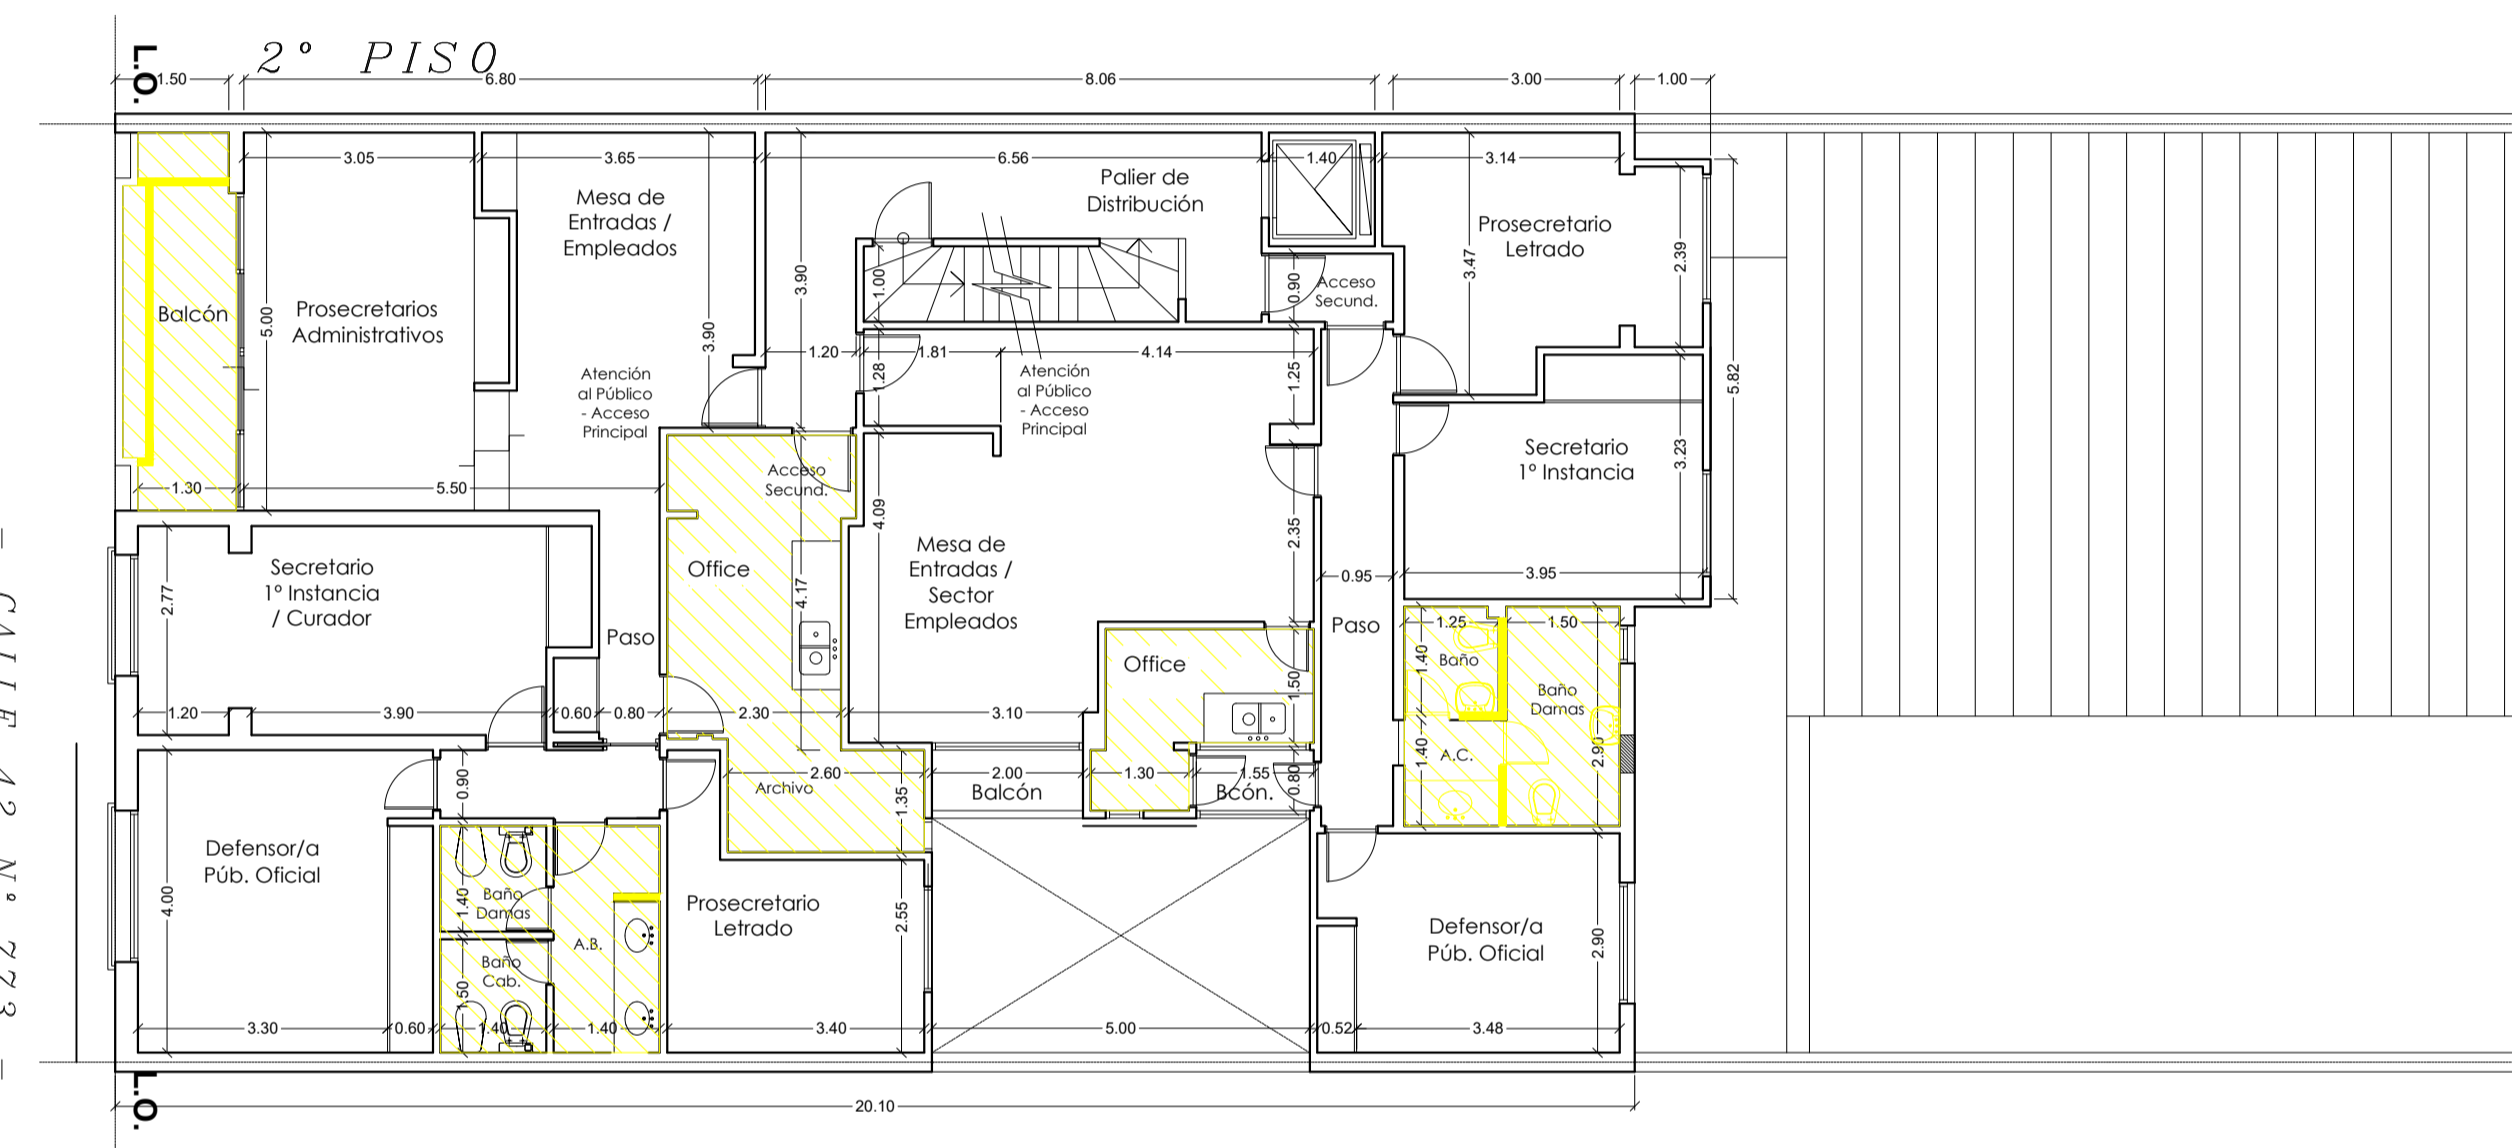 2° PISO
L.O.
1.50
6.80
8.06
3.00
1.00
3.05
3.65
6.56
1.40
3.14
Palier de
Distribución
Mesa de
Entradas /
Empleados
Prosecretario
Letrado
3.47
2.39
3.90
1.00
0.90
Acceso
Secund.
Balcón
5.00
Prosecretarios
Administrativos
3.90
1.20
1.81
4.14
1.28
1.25
5.82
Atención
al Público
- Acceso
Principal
Atención
al Público
- Acceso
Principal
Secretario
1º Instancia
3.23
Acceso
Secund.
1.30
5.50
4.09
2.35
Mesa de
Entradas /
Sector
Empleados
Office
4.17
Secretario
1º Instancia
/ Curador
2.77
Paso
0.95
3.95
Paso
1.25
1.50
Office
1.40
Baño
1.50
Baño
Damas
1.20
3.90
0.60
0.80
2.30
3.10
1.40
A.C.
2.90
2.60
2.00
1.30
1.55
0.80
Archivo
Balcón
Bcón.
0.90
1.35
Defensor/a
Púb. Oficial
4.00
1.40
Baño
Damas
A.B.
Prosecretario
Letrado
2.55
Baño
Cab.
1.50
Defensor/a
Púb. Oficial
2.90
3.30
0.60
1.40
1.40
3.40
5.00
0.52
3.48
L.O.
20.10
- CALLE 42 Nº 723 -